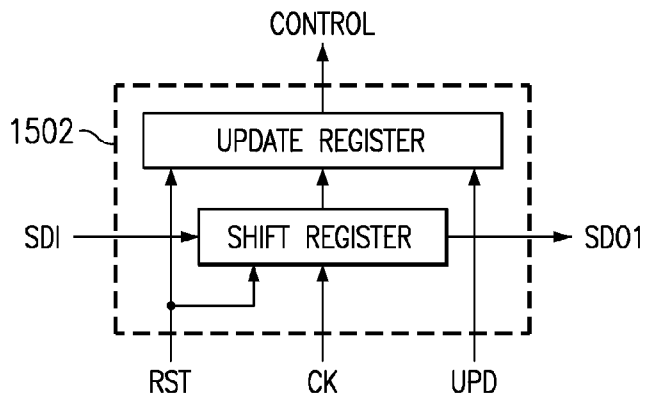 CONTROL
1502
UPDATE REGISTER
SDI
SHIFT REGISTER
SDO1
RST
CK
UPD